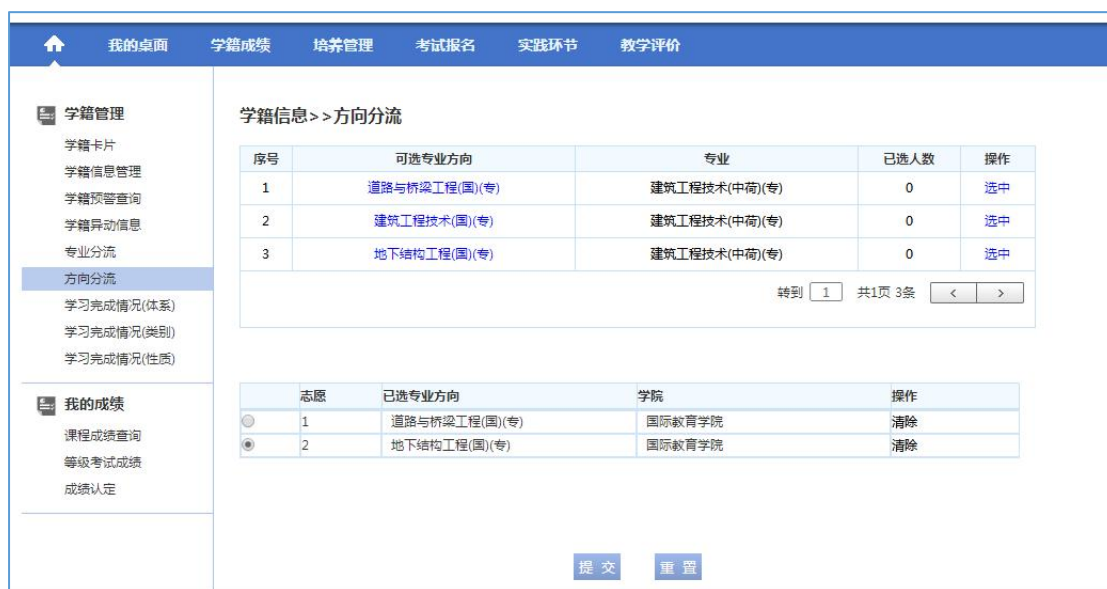 我的桌面 学籍成绩 培养管理 考试报名 实践环节 教学评价
学籍管理
学籍卡片
学籍信息管理
学籍预警查询
学籍异动信息
专业分流
方向分流
学习完成情况(体系)
学习完成情况(类别)
学习完成情况(性质)
我的成绩
课程成绩查询
等级考试成绩
成绩认定
学籍信息>>方向分流
序号 可选专业方向 专业 已选人数 操作
1 道路与桥梁工程(国)(专) 建筑工程技术(中荷)(专) 0 选中
2 建筑工程技术(国)(专) 建筑工程技术(中荷)(专) 0 选中
3 地下结构工程(国)(专) 建筑工程技术(中荷)(专) 0 选中
转到 1 共1页 3条 < >
志愿 已选专业方向 学院 操作
1 道路与桥梁工程(国)(专) 国际教育学院 清除
2 地下结构工程(国)(专) 国际教育学院 清除
提 交 重 置